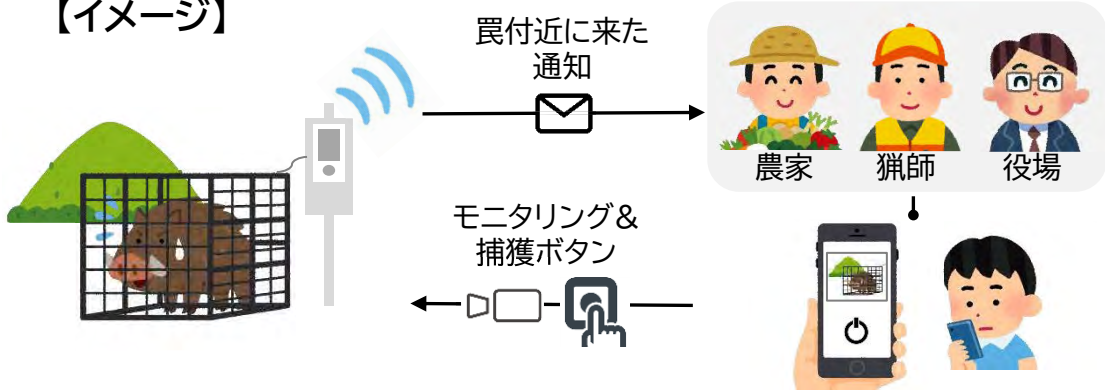 【イメージ】
罠付近に来た
通知
農家
猟師
役場
モニタリング&
捕獲ボタン